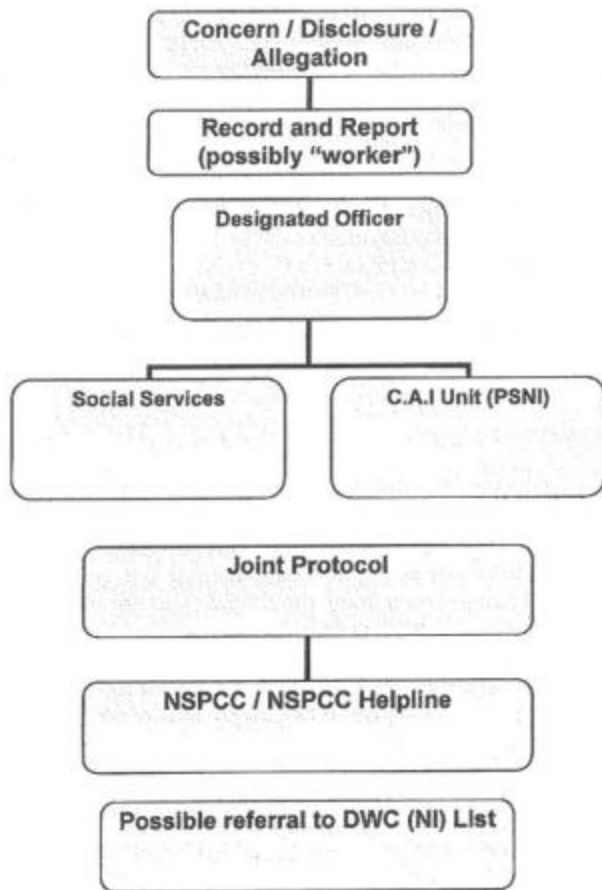 Concern / Disclosure /
Allegation
Record and Report
(possibly "worker")
Designated Officer
Social Services
C.A.I Unit (PSNI)
Joint Protocol
NSPCC / NSPCC Helpline
Possible referral to DWC (NI) List